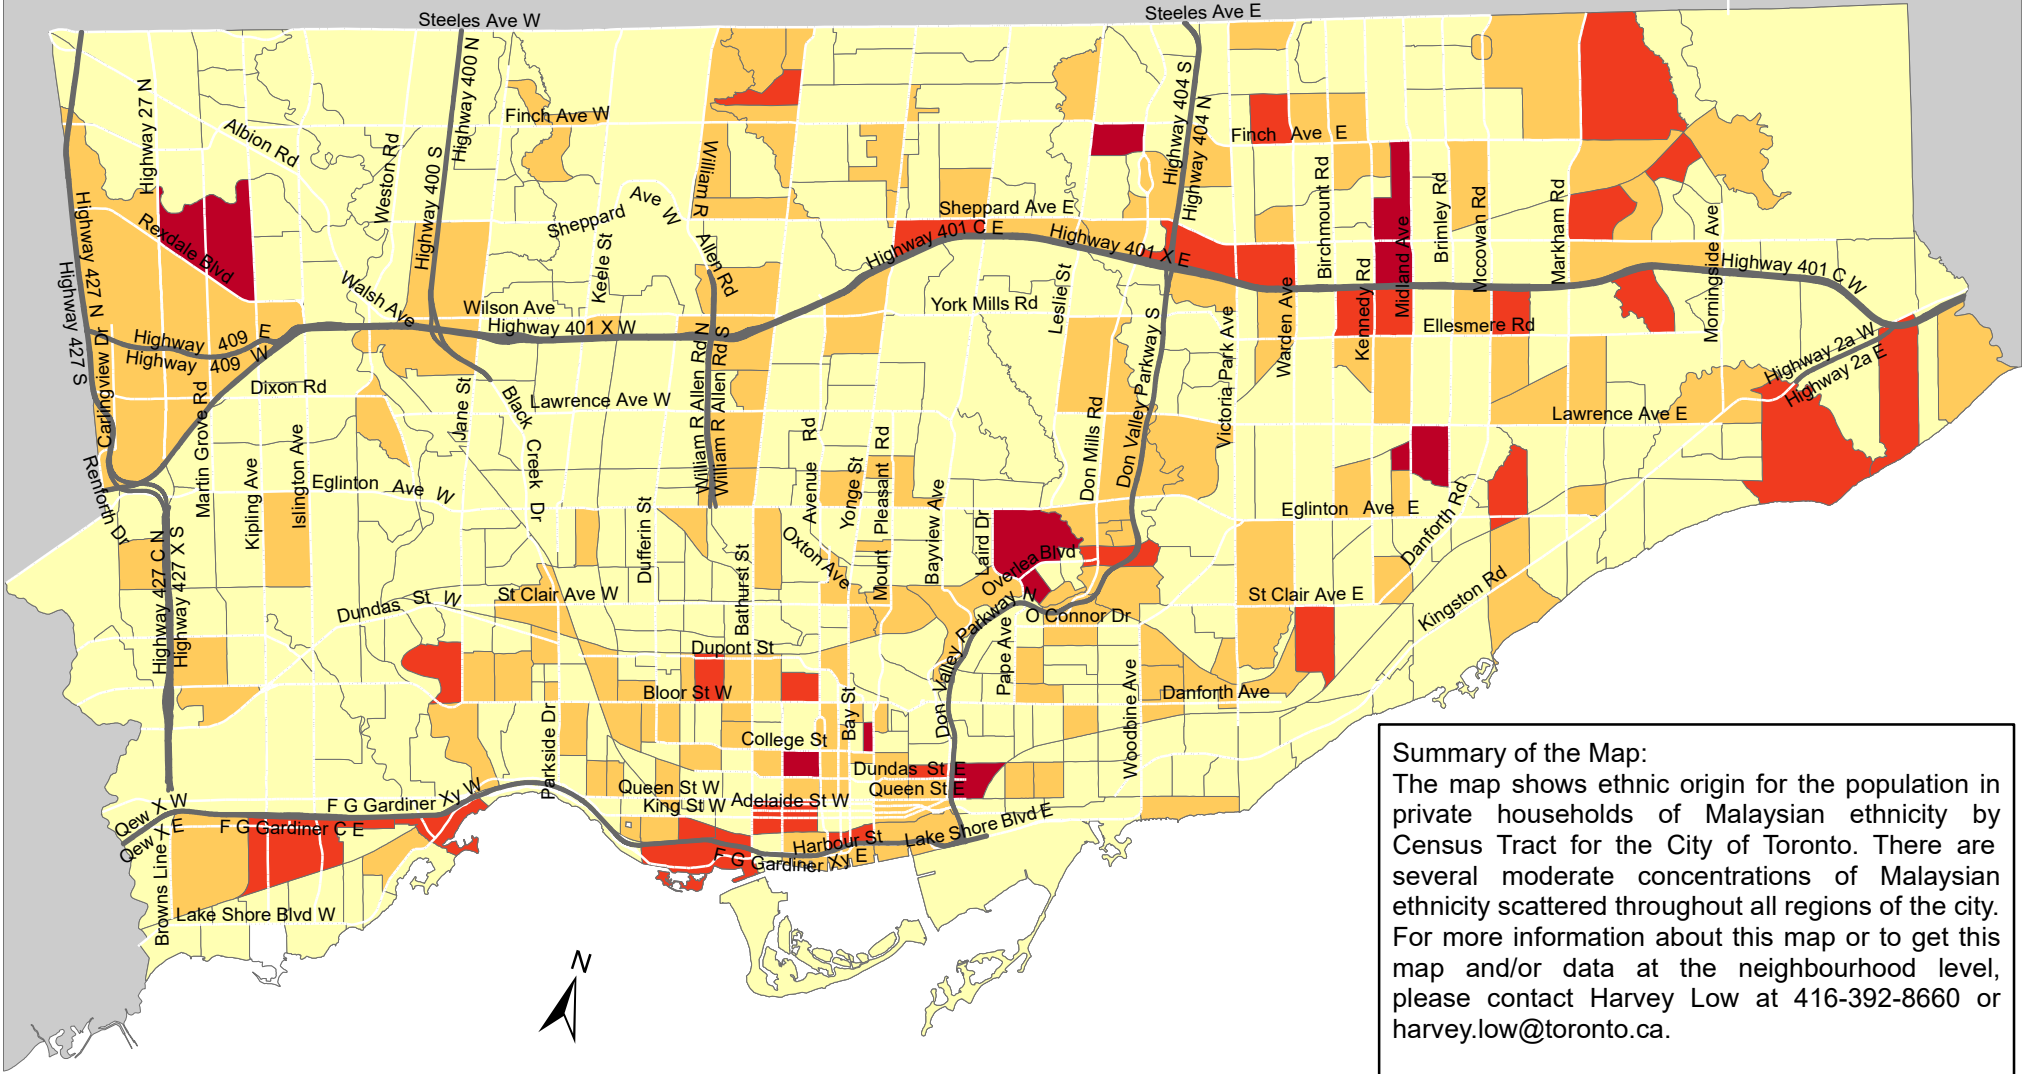 Steeles Ave W
Steeles Ave E
Highway 27 N
Albion Rd
Weston Rd
Highway 400 N
Highway 400 S
Finch Ave W
William R
Allen Rd
Highway 404 S
Highway 404 N
Finch Ave E
Sheppard Ave W
Keele St
Sheppard Ave E
Highway 401 C E
Highway 401 X E
Birchmount Rd
Kennedy Rd
Midland Ave
Brimley Rd
Mccowan Rd
Markham Rd
Morningside Ave
Highway 401 C W
Highway 427 N
Highway 427 N
Highway 427 S
Rexdale Blvd
Walsh Ave
Wilson Ave
Highway 401 X W
York Mills Rd
Leslie St
Warden Ave
Ellesmere Rd
Highway 2a W
Highway 2a E
Highway 409 E
Highway 409 W
Carlingview Dr
Martin Grove Rd
Dixon Rd
Jane St
Black Creek Dr
Lawrence Ave W
William R Allen Rd N
William R Allen Rd S
Don Valley Parkway S
Victoria Park Ave
Lawrence Ave E
Renforth Dr
Kipling Ave
Islington Ave
Eglinton Ave W
Dufferin St
Avenue Rd
Yonge St
Mount Pleasant Rd
Bayview Ave
Laird Dr
Don Mills Rd
Eglinton Ave E
Danforth Rd
Kingston Rd
Highway 427 C N
Highway 427 X S
Oxton Ave
Overlea Blvd
Dundas St W
St Clair Ave W
Bathurst St
Don Valley Parkway N
O Connor Dr
St Clair Ave E
Dupont St
Pape Ave
Woodbine Ave
Bloor St W
Bay St
Danforth Ave
Parkside Dr
College St
Dundas St E
Queen St W
Queen St E
King St W
Adelaide St W
Qew X W
Qew X E
F G Gardiner Xy W
F G Gardiner C E
Harbour St
Lake Shore Blvd E
F G Gardiner Xy E
Browns Line
Lake Shore Blvd W
N
Summary of the Map:
The map shows ethnic origin for the population in
private households of Malaysian ethnicity by
Census Tract for the City of Toronto. There are
several moderate concentrations of Malaysian
ethnicity scattered throughout all regions of the city.
For more information about this map or to get this
map and/or data at the neighbourhood level,
please contact Harvey Low at 416-392-8660 or
harvey.low@toronto.ca.